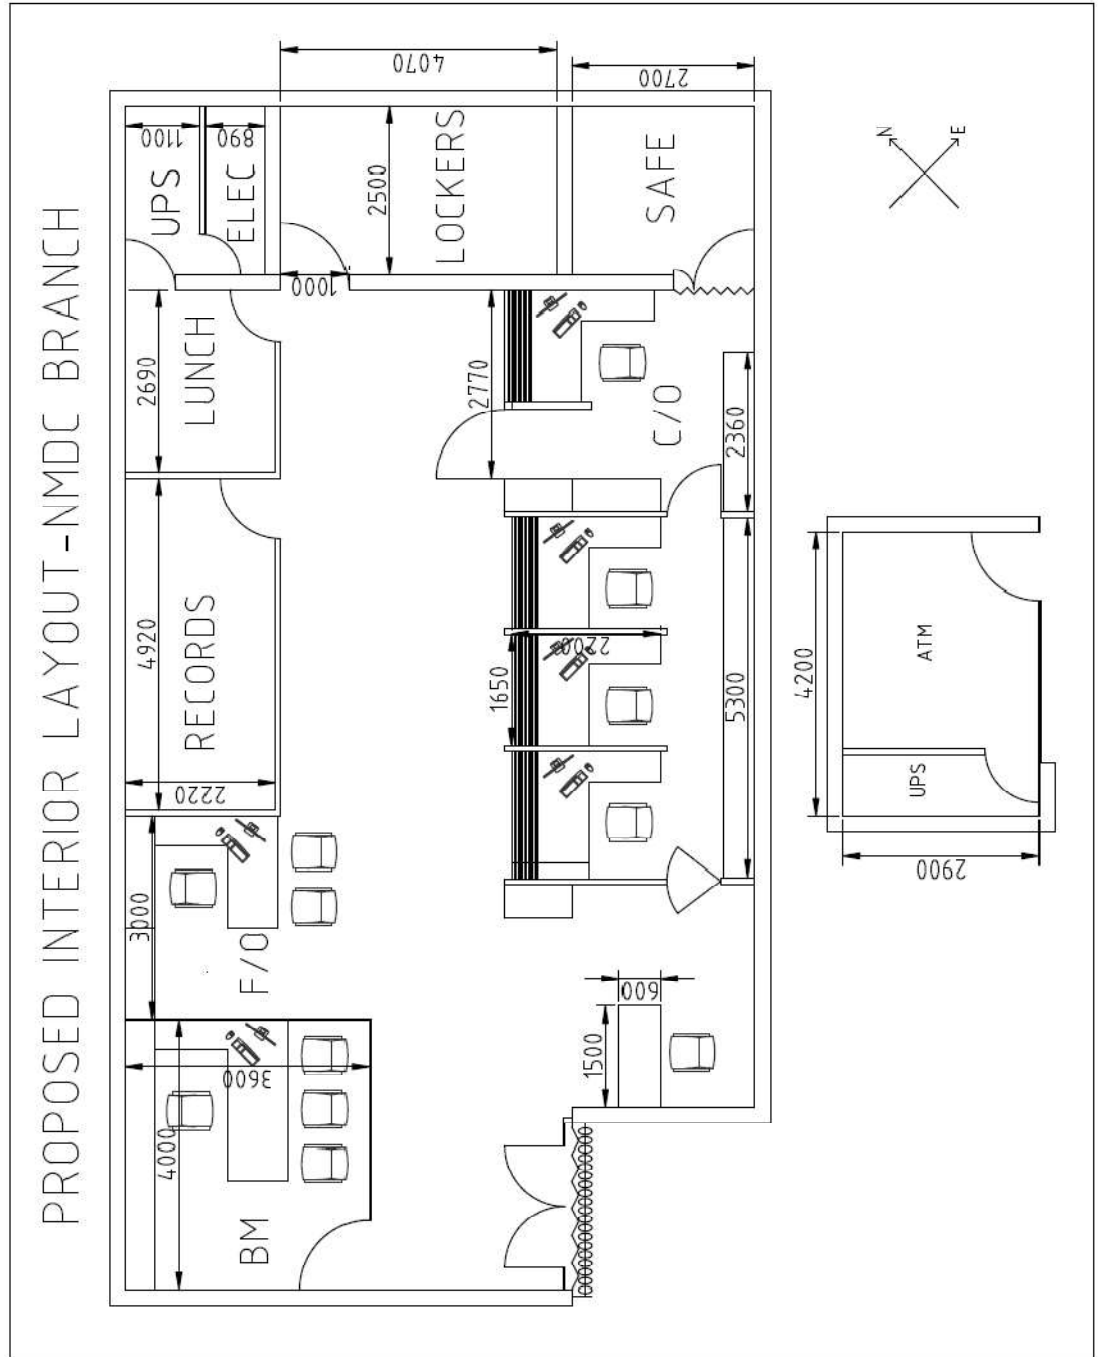 PROPOSED INTERIOR LAYOUT-NMDC BRANCH
UPS
1100
ELEC
890
4070
LOCKERS
2500
2700
SAFE
1000
N
E
LUNCH
2690
2770
C/O
2360
RECORDS
4920
2220
1650
2200
5300
F/O
3000
BM
4000
3600
1500
600
ATM
UPS
4200
2900